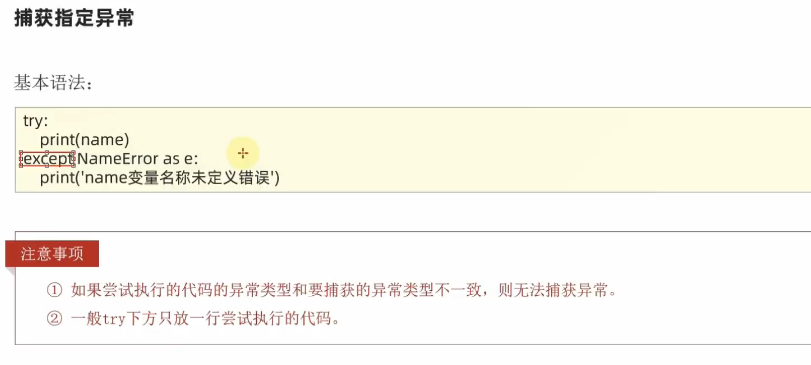 捕获指定异常
基本语法：
try:
    print(name)
except NameError as e:
    print('name变量名称未定义错误')
注意事项
① 如果尝试执行的代码的异常类型和要捕获的异常类型不一致，则无法捕获异常。
② 一般try下方只放一行尝试执行的代码。